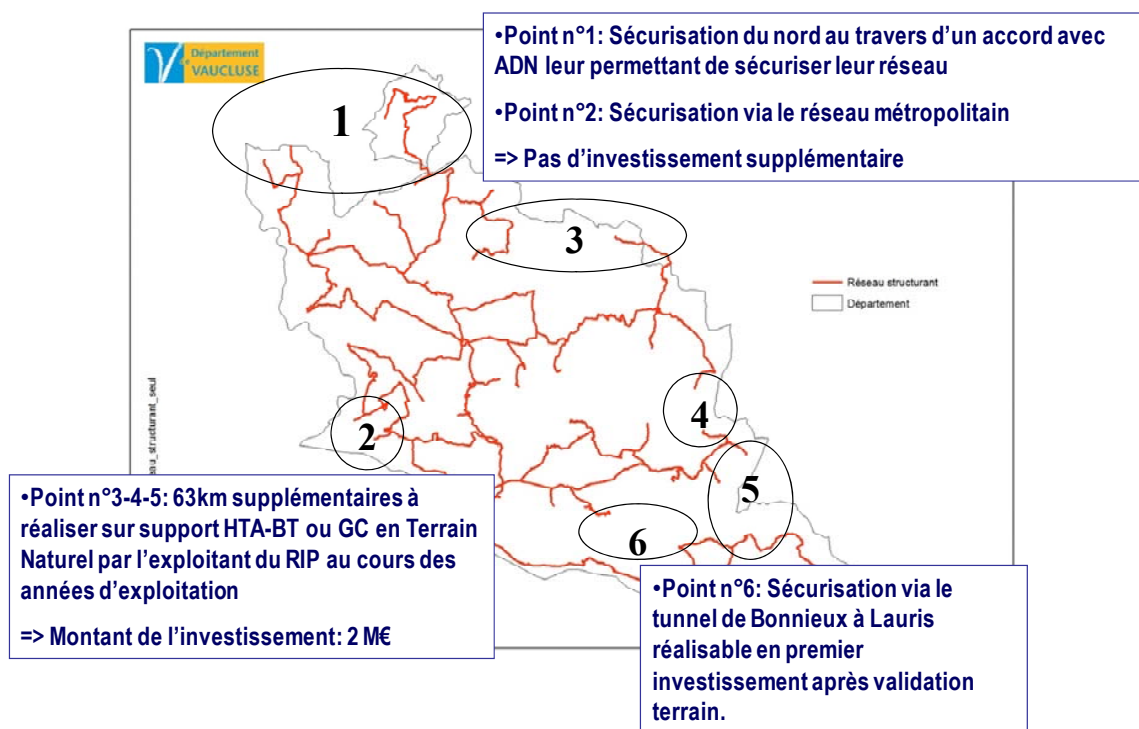 Département
de
VAUCLUSE
•Point n°1: Sécurisation du nord au travers d'un accord avec
ADN leur permettant de sécuriser leur réseau
•Point n°2: Sécurisation via le réseau métropolitain
=> Pas d'investissement supplémentaire
1
3
Réseau structurant
Département
eau_structurant_seul
4
2
5
6
•Point n°3-4-5: 63km supplémentaires à
réaliser sur support HTA-BT ou GC en Terrain
Naturel par l'exploitant du RIP au cours des
années d'exploitation
=> Montant de l'investissement: 2 M€
•Point n°6: Sécurisation via le
tunnel de Bonnieux à Lauris
réalisable en premier
investissement après validation
terrain.